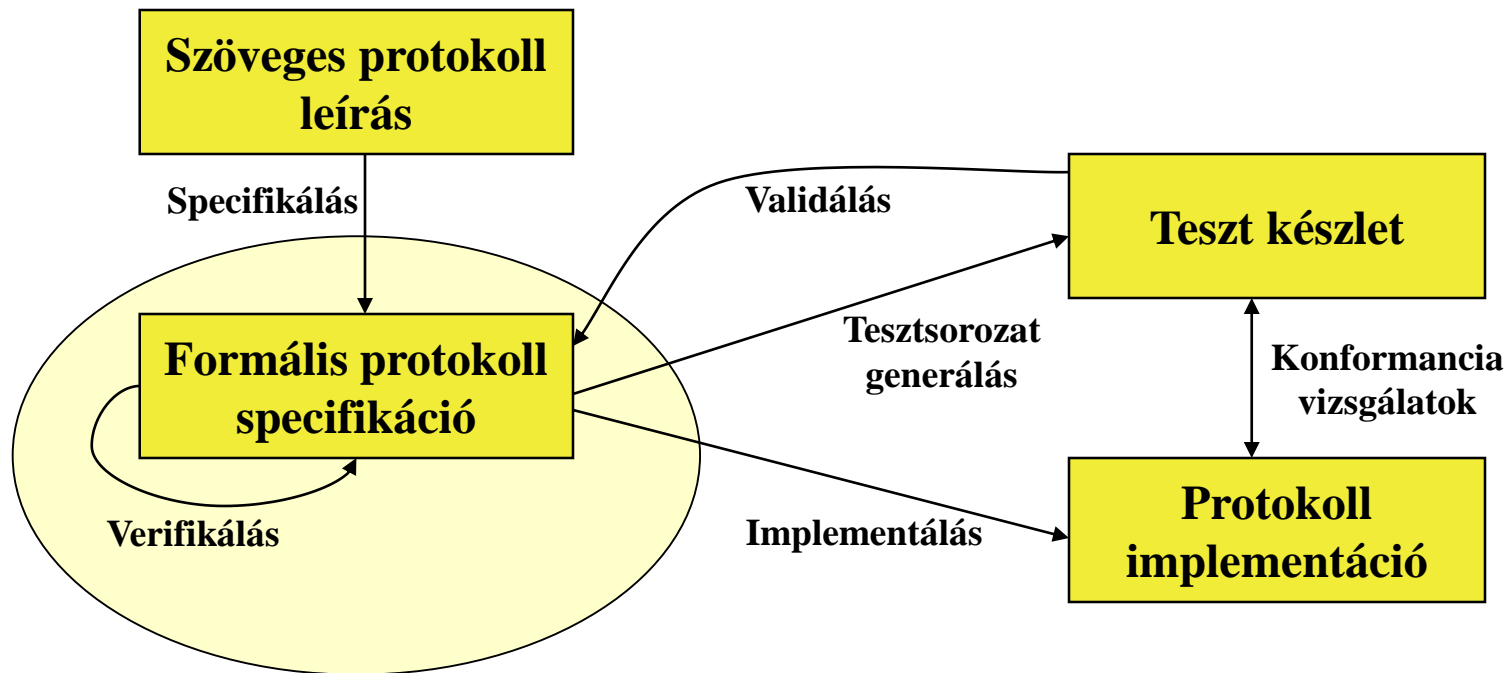 Szöveges protokoll
leírás
Specifikálás
Validálás
Teszt készlet
Formális protokoll
specifikáció
Tesztsorozat
generálás
Konformancia
vizsgálatok
Verifikálás
Implementálás
Protokoll
implementáció